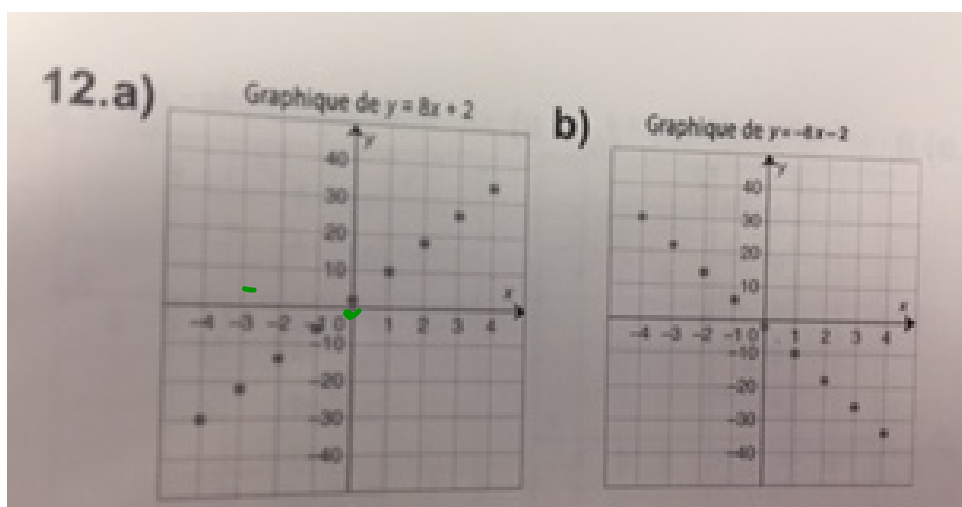 12.a)
Graphique de y = 8x + 2
y
40
30
20
10
x
-4 -3 -2 -1 0 1 2 3 4
-10
-20
-30
-40
b)
Graphique de y = -8x - 2
y
40
30
20
10
x
-4 -3 -2 -1 0 1 2 3 4
-10
-20
-30
-40